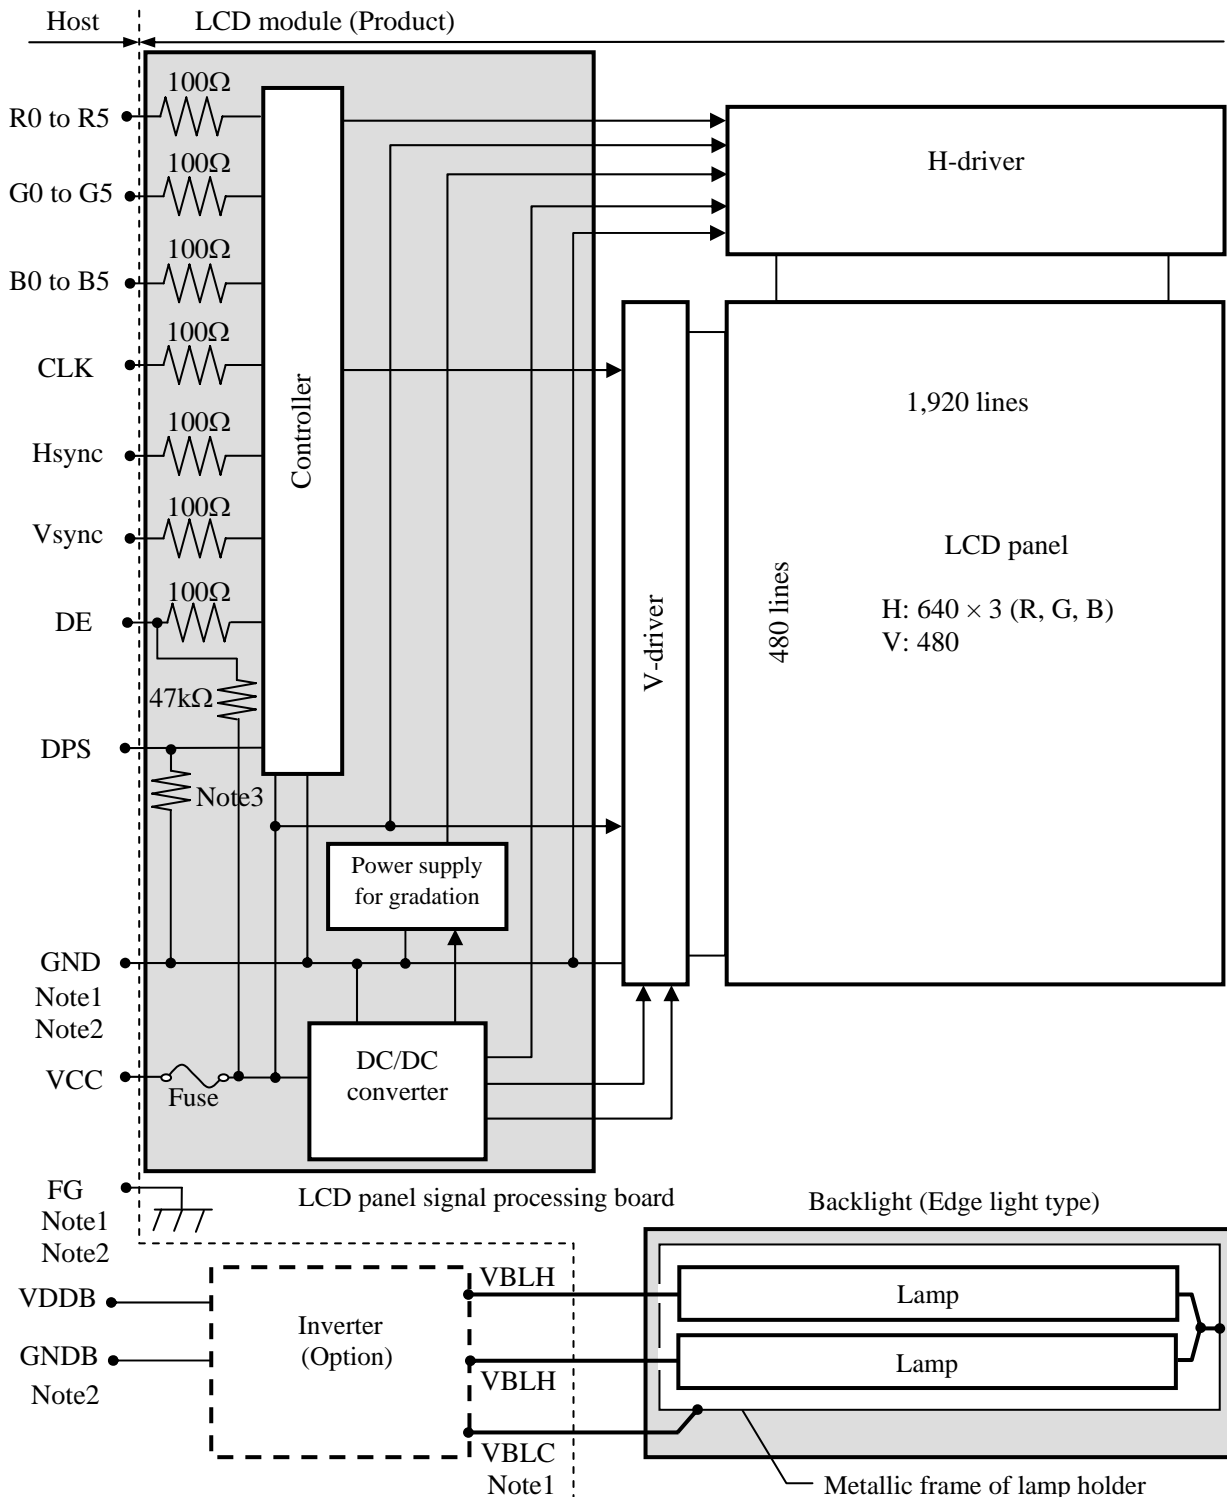 Host
LCD module (Product)
100Ω
R0 to R5
H-driver
100Ω
G0 to G5
100Ω
B0 to B5
100Ω
CLK
1,920 lines
100Ω
Hsync
Controller
100Ω
Vsync
LCD panel
100Ω
DE
H: 640 × 3 (R, G, B)
V: 480
480 lines
V-driver
47kΩ
DPS
Note3
Power supply
for gradation
GND
Note1
Note2
DC/DC
converter
VCC
Fuse
FG
Note1
Note2
LCD panel signal processing board
Backlight (Edge light type)
VBLH
Lamp
VDDB
Inverter
(Option)
GNDB
Note2
VBLH
Lamp
VBLC
Note1
Metallic frame of lamp holder